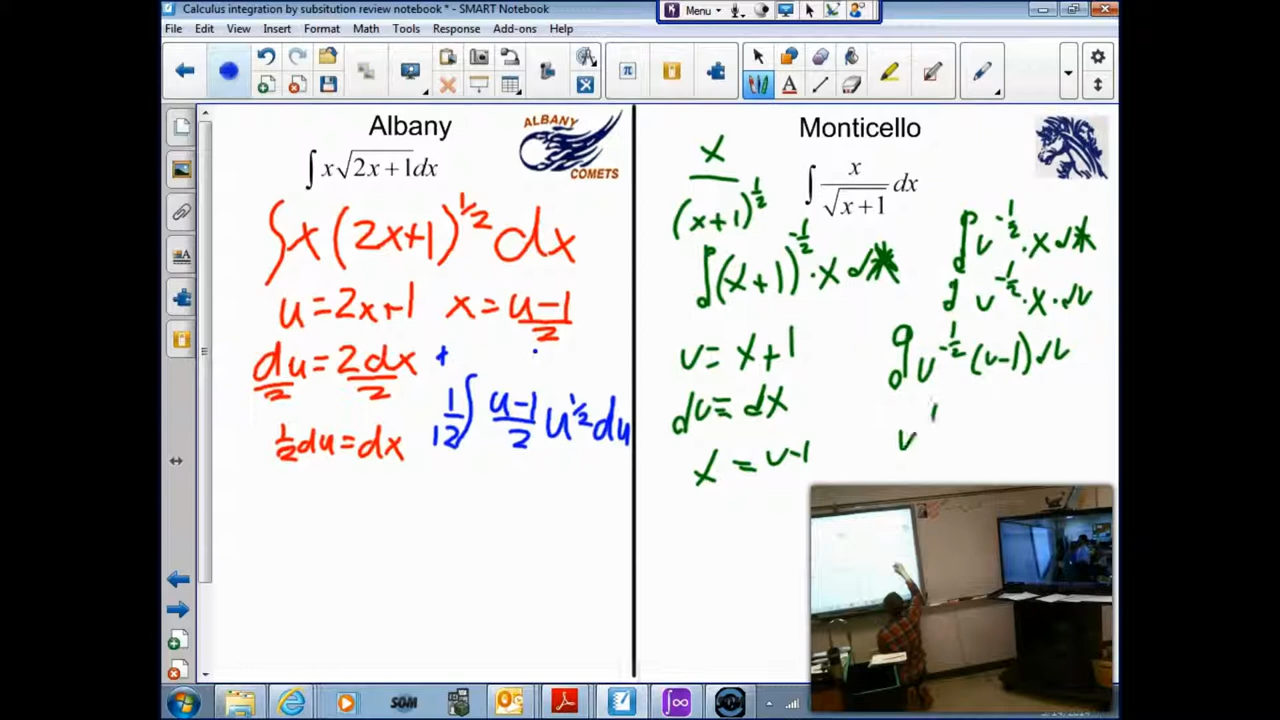 Calculus integration by subsitution review notebook * - SMART Notebook
Menu
File Edit View Insert Format Math Tools Response Add-ons Help
Albany
ALBANY
COMETS
∫ x√(2x+1) dx
∫x(2x+1)^1/2 dx
u=2x+1 x=u-1/2
du/2=2dx/2
1/2du=dx
1/12∫ u-1/2 u^1/2 du
Monticello
∫ x/√(x+1) dx
x/(x+1)^1/2
∫(x+1)^-1/2 · x d
v=x+1
dv=dx
x=v-1
∫v^-1/2 · x d
∫v^-1/2 · x · dv
∫v^-1/2 (v-1)dv
v
SOM